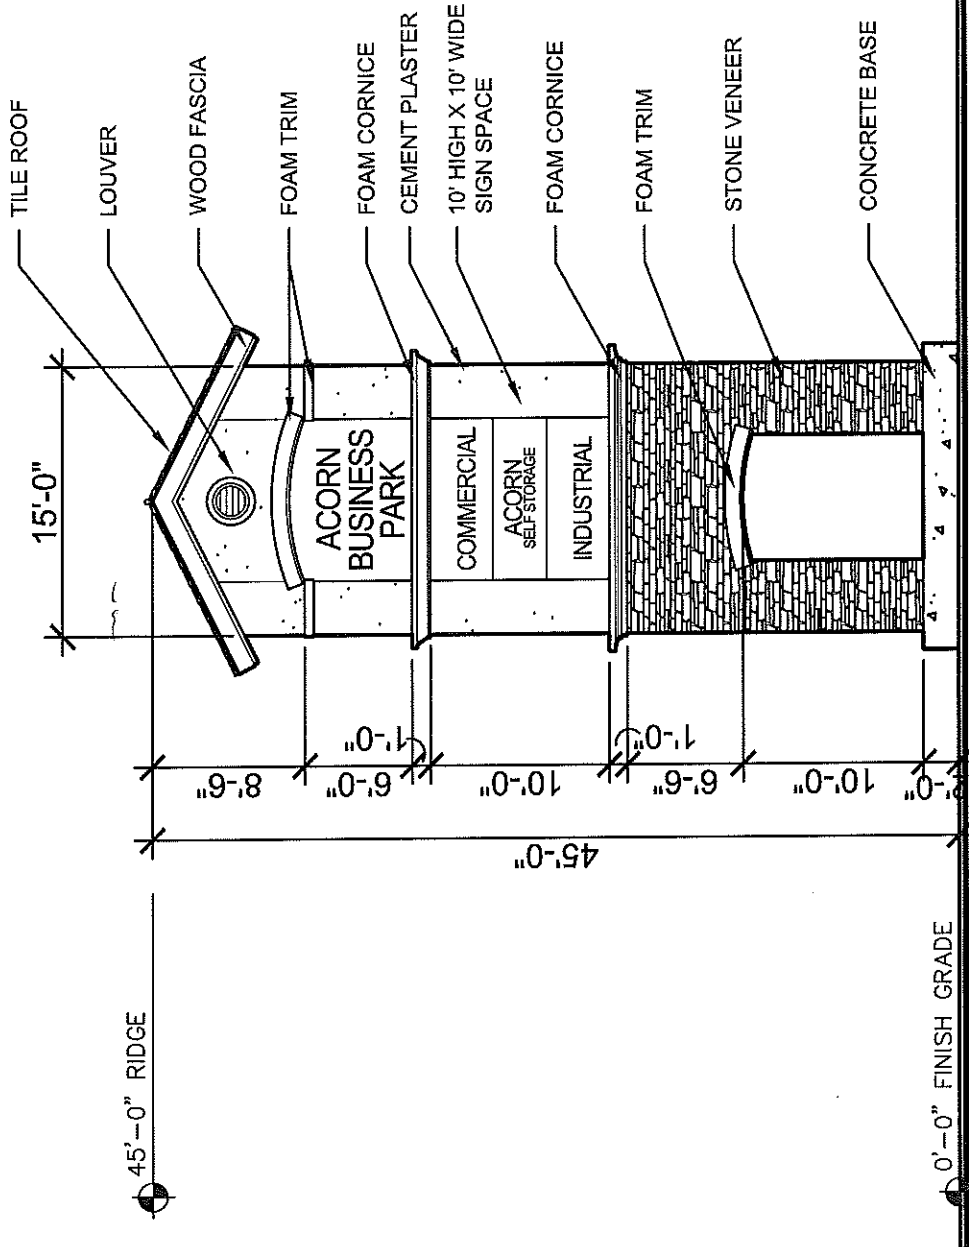 TILE ROOF
LOUVER
WOOD FASCIA
FOAM TRIM
FOAM CORNICE
CEMENT PLASTER
10' HIGH X 10' WIDE
SIGN SPACE
FOAM CORNICE
FOAM TRIM
STONE VENEER
CONCRETE BASE
15'-0"
ACORN
BUSINESS
PARK
COMMERCIAL
ACORN
SELF STORAGE
INDUSTRIAL
8'-6"
6'-0"
1'-0"
10'-0"
1'-0"
6'-6"
10'-0"
45'-0"
45'-0" RIDGE
0'-0" FINISH GRADE